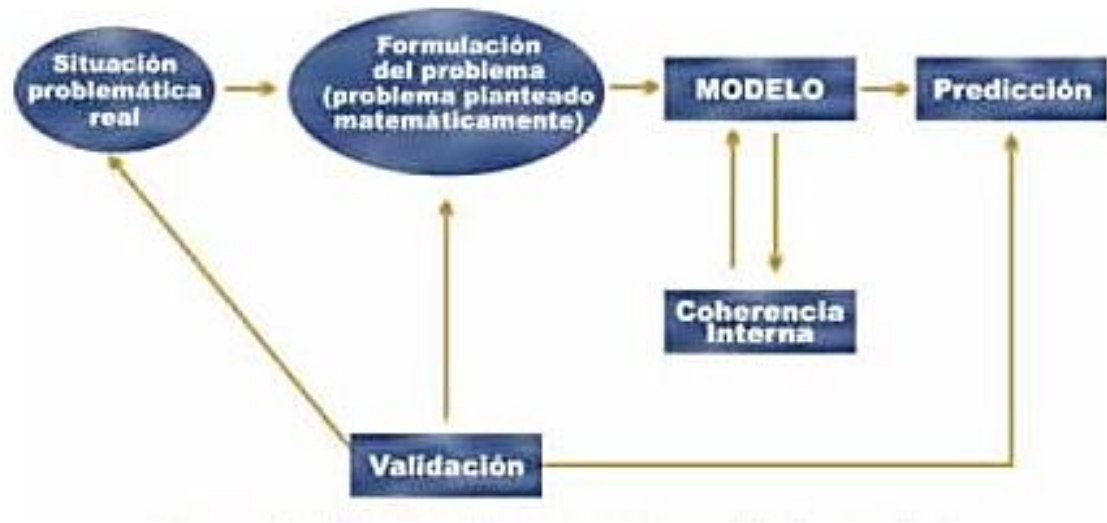 Situación
problemática
real
Formulación
del problema
(problema planteado
matemáticamente)
MODELO
Predicción
Coherencia
Interna
Validación